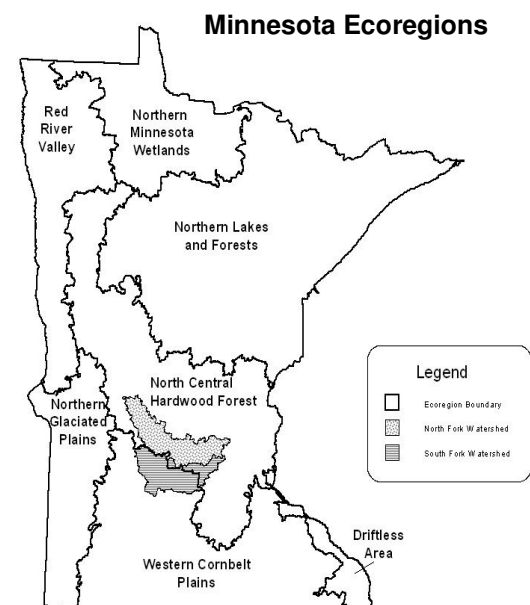 Minnesota Ecoregions
Red
River
Valley
Northern
Minnesota
Wetlands
Northern Lakes
and Forests
North Central
Hardwood Forest
Northern
Glaciated
Plains
Legend
Ecoregion Boundary
North Fork Watershed
South Fork Watershed
Western Cornbelt
Plains
Driftless
Area